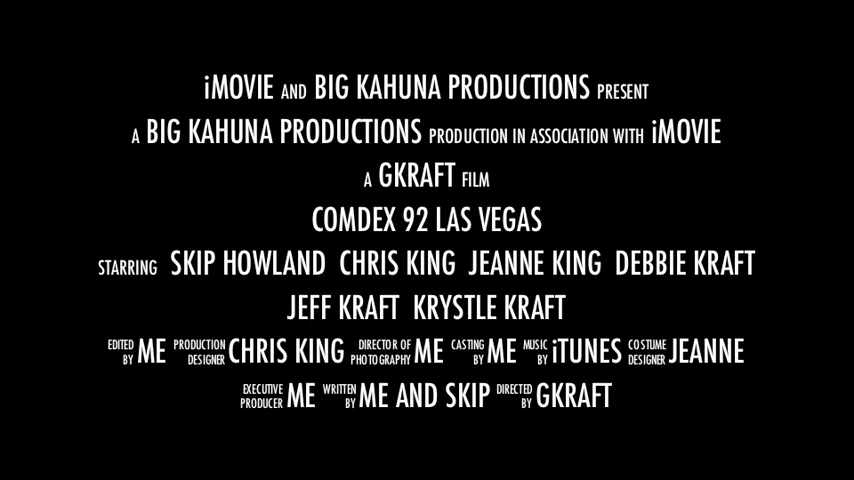 iMOVIE AND BIG KAHUNA PRODUCTIONS PRESENT
A BIG KAHUNA PRODUCTIONS PRODUCTION IN ASSOCIATION WITH iMOVIE
A GKRAFT FILM
COMDEX 92 LAS VEGAS
STARRING SKIP HOWLAND CHRIS KING JEANNE KING DEBBIE KRAFT
JEFF KRAFT KRYSTLE KRAFT
EDITED BY ME PRODUCTION DESIGNER CHRIS KING DIRECTOR OF PHOTOGRAPHY ME CASTING BY ME MUSIC BY iTUNES COSTUME DESIGNER JEANNE
EXECUTIVE PRODUCER ME WRITTEN BY ME AND SKIP DIRECTED BY GKRAFT